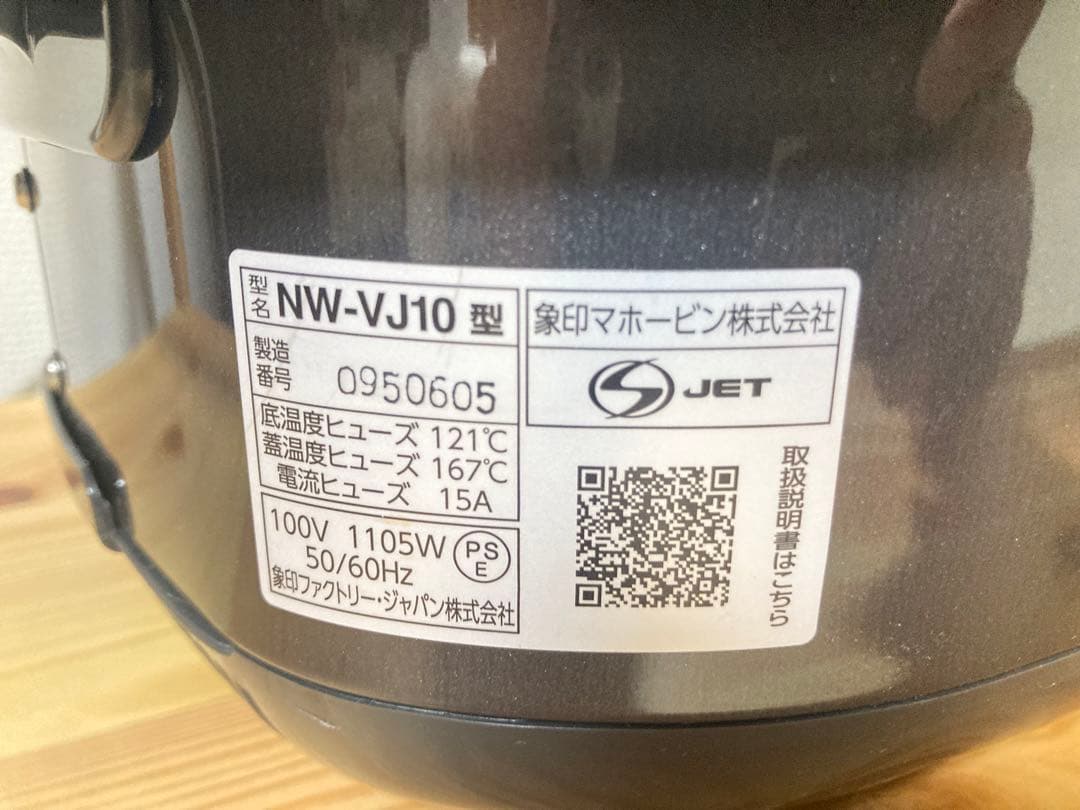 型名 NW-VJ10 型
製造番号 0950605
底温度ヒューズ 121℃
蓋温度ヒューズ 167℃
電流ヒューズ 15A
100V 1105W
50/60Hz
PS E
象印ファクトリー・ジャパン株式会社
象印マホービン株式会社
S JET
取扱説明書はこちら